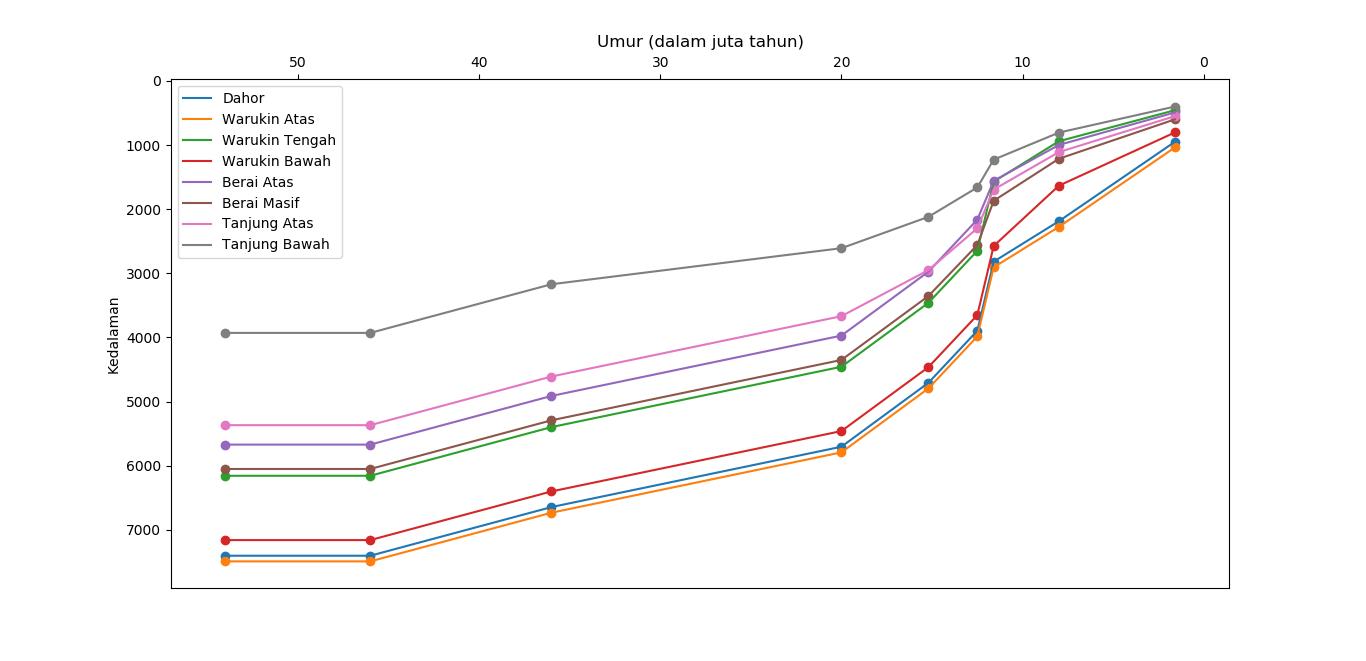 Umur (dalam juta tahun)
50 40 30 20 10 0
0
1000
2000
3000
4000
5000
6000
7000
Kedalaman
Dahor
Warukin Atas
Warukin Tengah
Warukin Bawah
Berai Atas
Berai Masif
Tanjung Atas
Tanjung Bawah